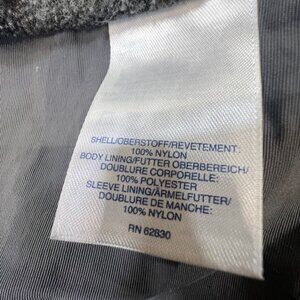 SHELL/OBERSTOFF/REVETEMENT:
100% NYLON
BODY LINING/FUTTER OBERBEREICH/
DOUBLURE CORPORELLE:
100% POLYESTER
SLEEVE LINING/ÄRMELFUTTER/
DOUBLURE DE MANCHE:
100% NYLON
RN 62830